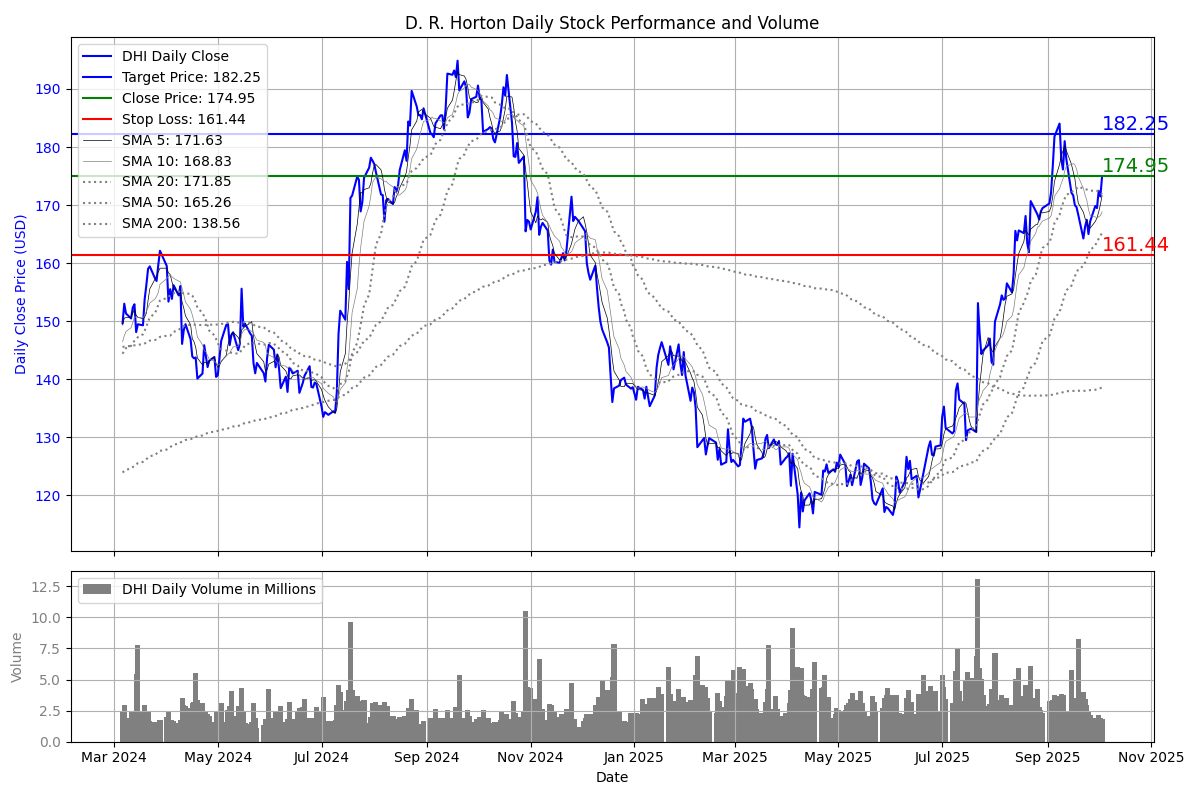 D. R. Horton Daily Stock Performance and Volume
DHI Daily Close
Target Price: 182.25
Close Price: 174.95
Stop Loss: 161.44
SMA 5: 171.63
SMA 10: 168.83
SMA 20: 171.85
SMA 50: 165.26
SMA 200: 138.56
Daily Close Price (USD)
190
180
170
160
150
140
130
120
182.25
174.95
161.44
DHI Daily Volume in Millions
Volume
12.5
10.0
7.5
5.0
2.5
0.0
Mar 2024 May 2024 Jul 2024 Sep 2024 Nov 2024 Jan 2025 Mar 2025 May 2025 Jul 2025 Sep 2025 Nov 2025
Date